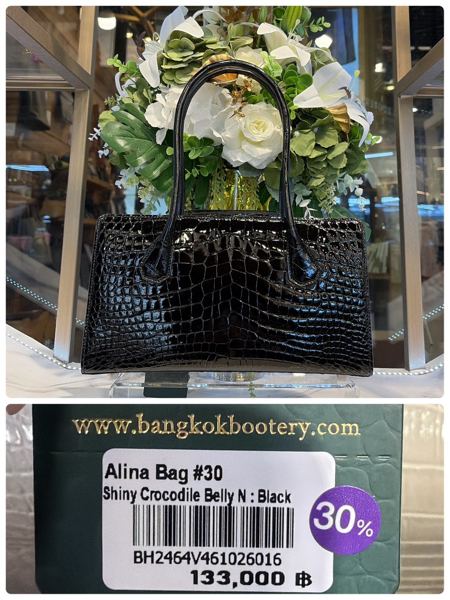 www.bangkokbootery.com
Alina Bag #30
Shiny Crocodile Belly N : Black
30%
BH2464V461026016
133,000 ฿